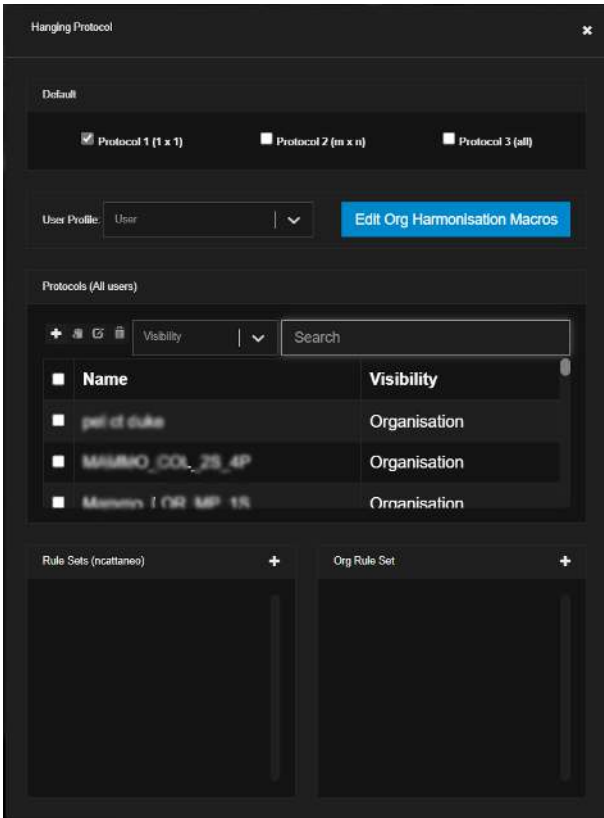 Hanging Protocol
Default
Protocol 1 (1 x 1) Protocol 2 (m x n) Protocol 3 (all)
User Profile: User Edit Org Harmonisation Macros
Protocols (All users)
Visibility Search
Name Visibility
Organisation
MAMMO_COL_2S_4P Organisation
Organisation
Rule Sets (ncattaneo) Org Rule Set